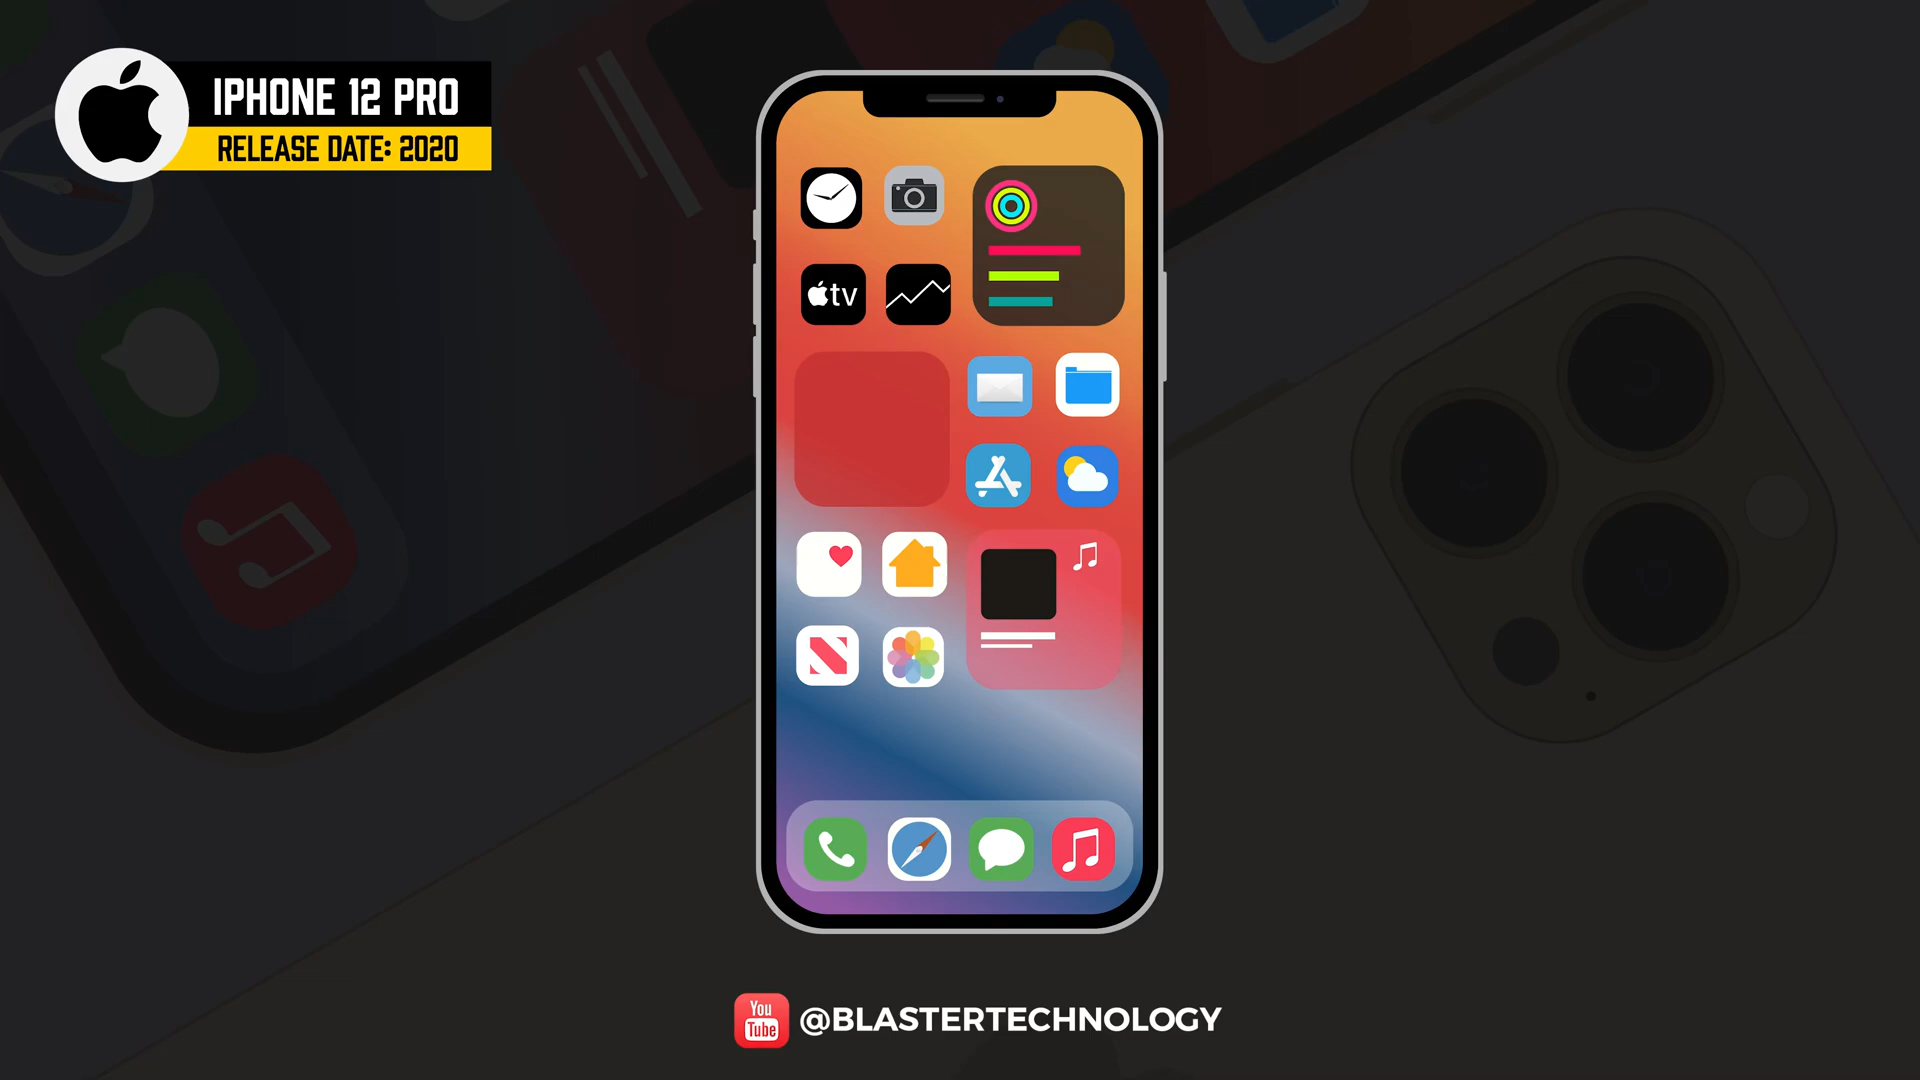 IPHONE 12 PRO
RELEASE DATE: 2020
tv
You
Tube
@BLASTERTECHNOLOGY